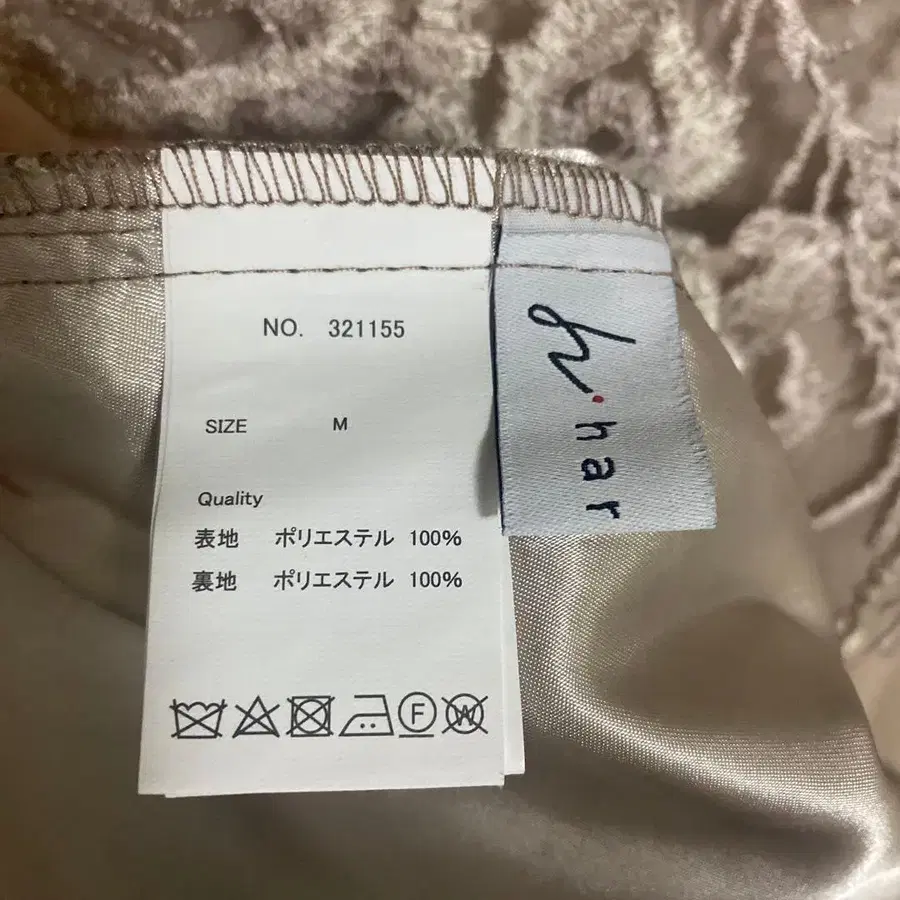 NO. 321155
SIZE M
Quality
表地 ポリエステル 100%
裏地 ポリエステル 100%
F
W
h·har